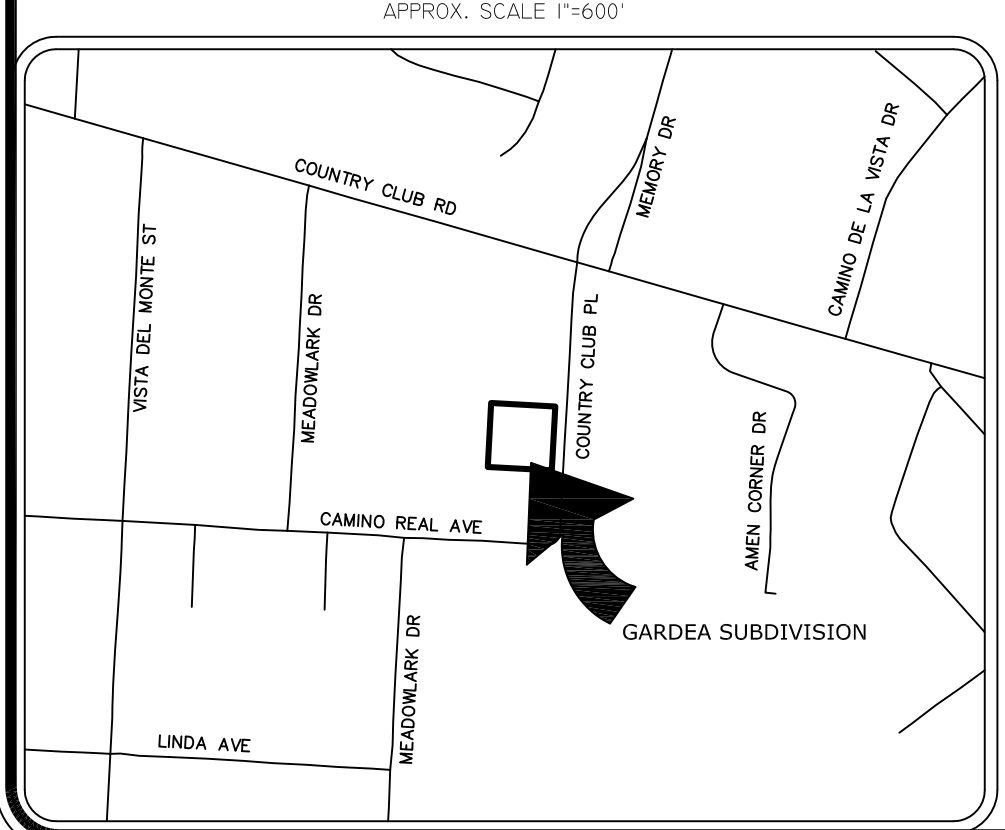 APPROX. SCALE 1"=600'
COUNTRY CLUB RD
MEMORY DR
CAMINO DE LA VISTA DR
VISTA DEL MONTE ST
MEADOWLARK DR
COUNTRY CLUB PL
AMEN CORNER DR
CAMINO REAL AVE
GARDEA SUBDIVISION
MEADOWLARK DR
LINDA AVE